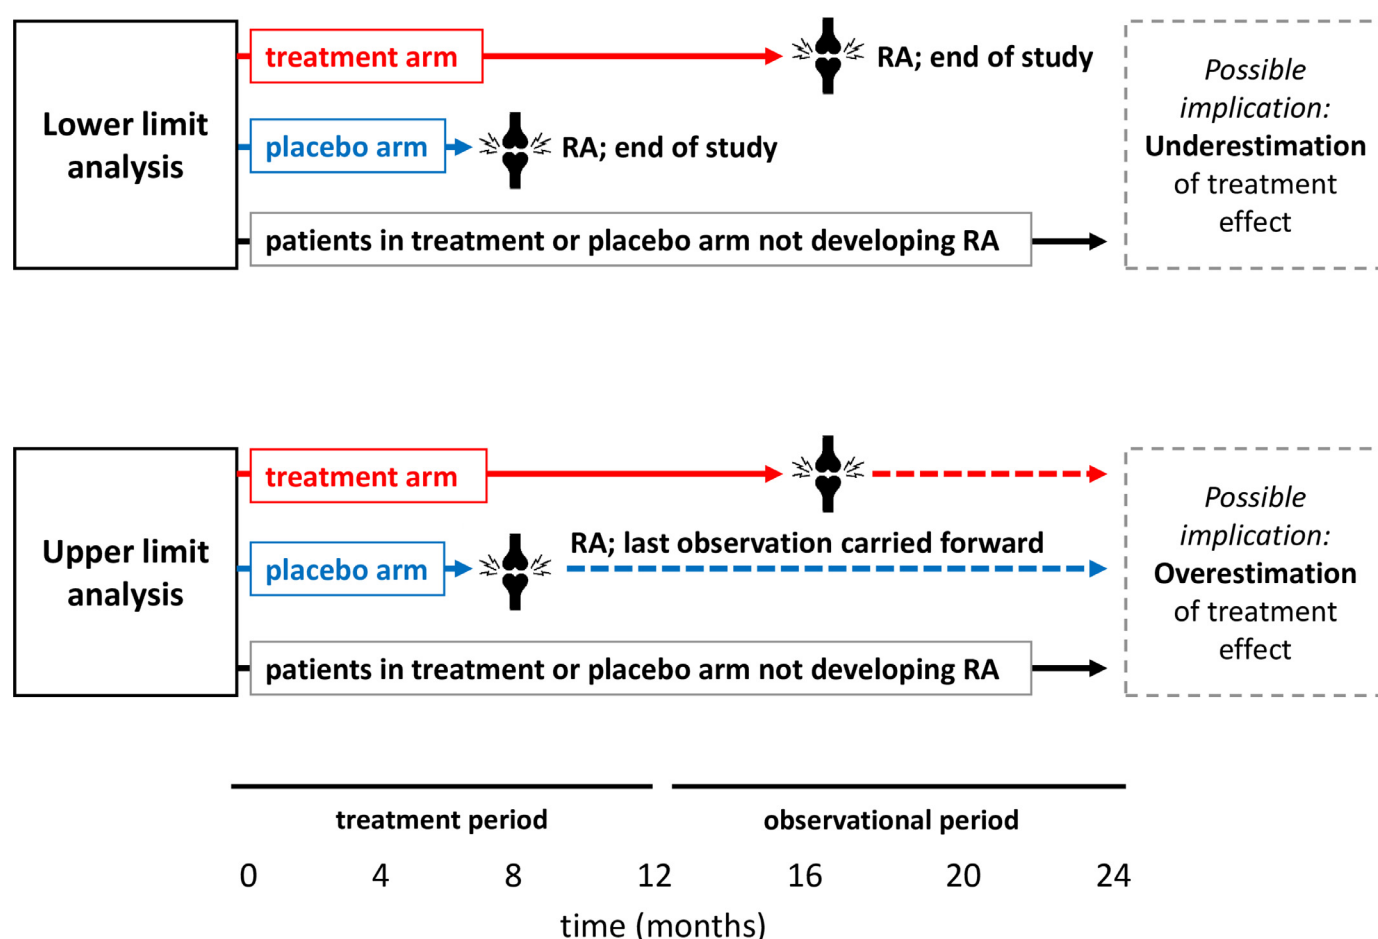 Lower limit
analysis
treatment arm
RA; end of study
placebo arm
RA; end of study
patients in treatment or placebo arm not developing RA
Possible
implication:
Underestimation
of treatment
effect
Upper limit
analysis
treatment arm
placebo arm
RA; last observation carried forward
patients in treatment or placebo arm not developing RA
Possible
implication:
Overestimation
of treatment
effect
treatment period
observational period
0 4 8 12 16 20 24
time (months)